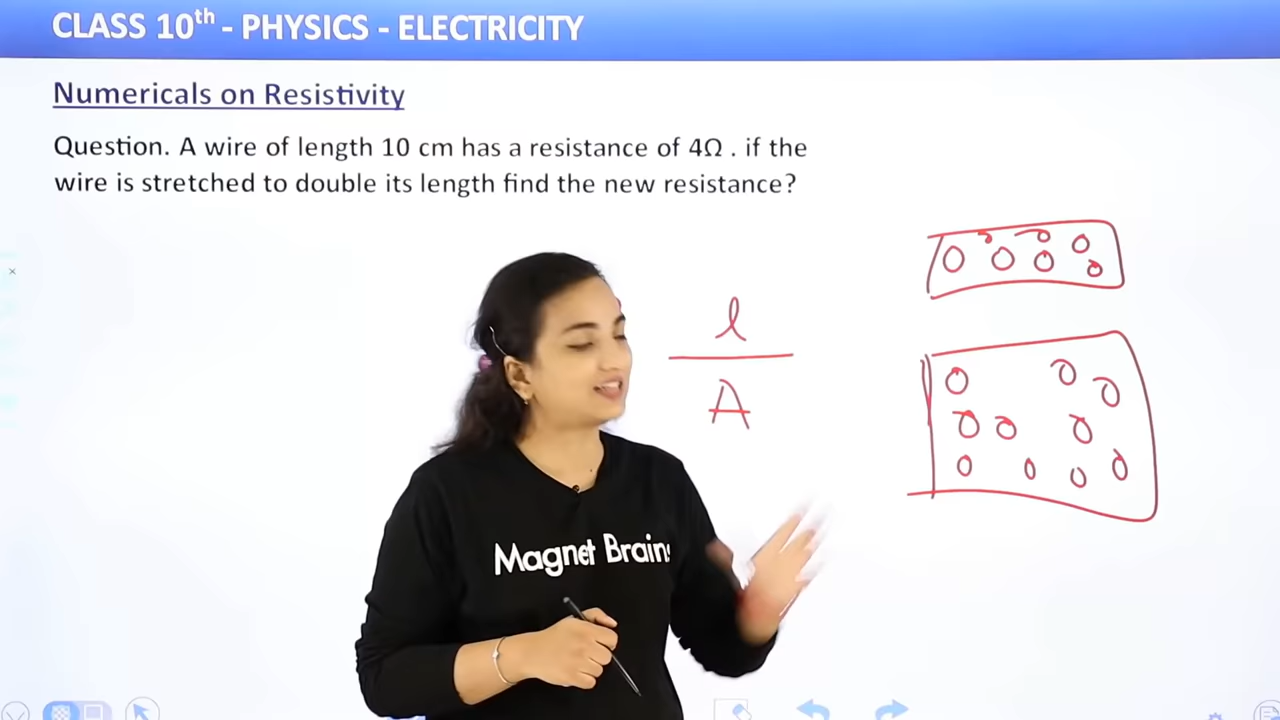 CLASS 10th - PHYSICS - ELECTRICITY
Numericals on Resistivity
Question. A wire of length 10 cm has a resistance of 4Ω . if the
wire is stretched to double its length find the new resistance?
l
A
Magnet Brains